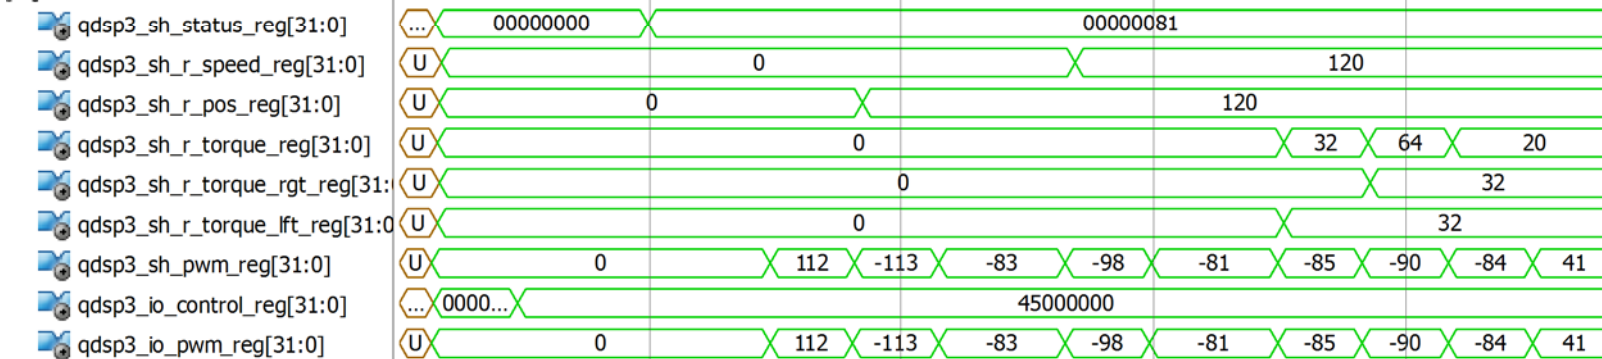 qdsp3_sh_status_reg[31:0] ... 00000000 00000081
qdsp3_sh_r_speed_reg[31:0] U 0 120
qdsp3_sh_r_pos_reg[31:0] U 0 120
qdsp3_sh_r_torque_reg[31:0] U 0 32 64 20
qdsp3_sh_r_torque_rgt_reg[31: U 0 32
qdsp3_sh_r_torque_lft_reg[31:0 U 0 32
qdsp3_sh_pwm_reg[31:0] U 0 112 -113 -83 -98 -81 -85 -90 -84 41
qdsp3_io_control_reg[31:0] ... 0000... 45000000
qdsp3_io_pwm_reg[31:0] U 0 112 -113 -83 -98 -81 -85 -90 -84 41